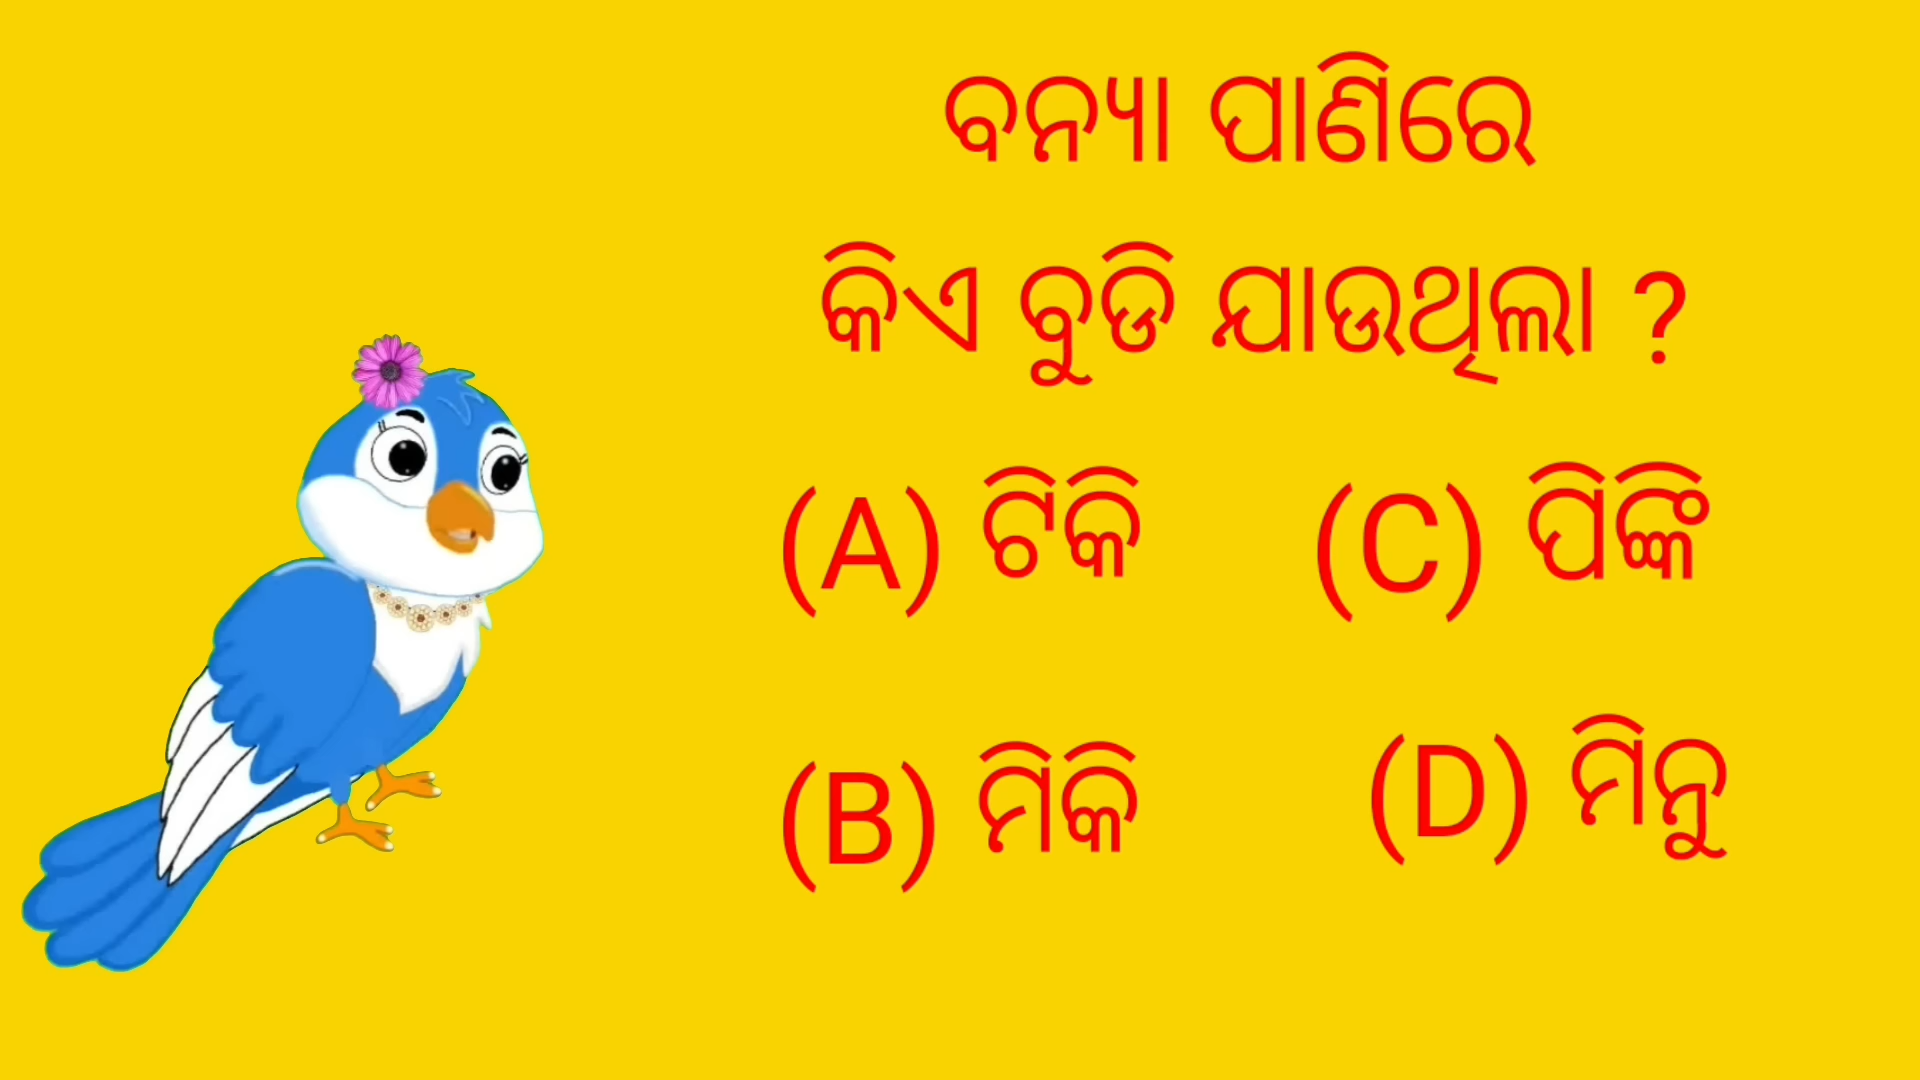 ବନ୍ୟା ପାଣିରେ
କିଏ ବୁଡି ଯାଉଥିଲା ?
(A) ଟିକି
(C) ପିଙ୍କି
(B) ମିକି
(D) ମିନୁ